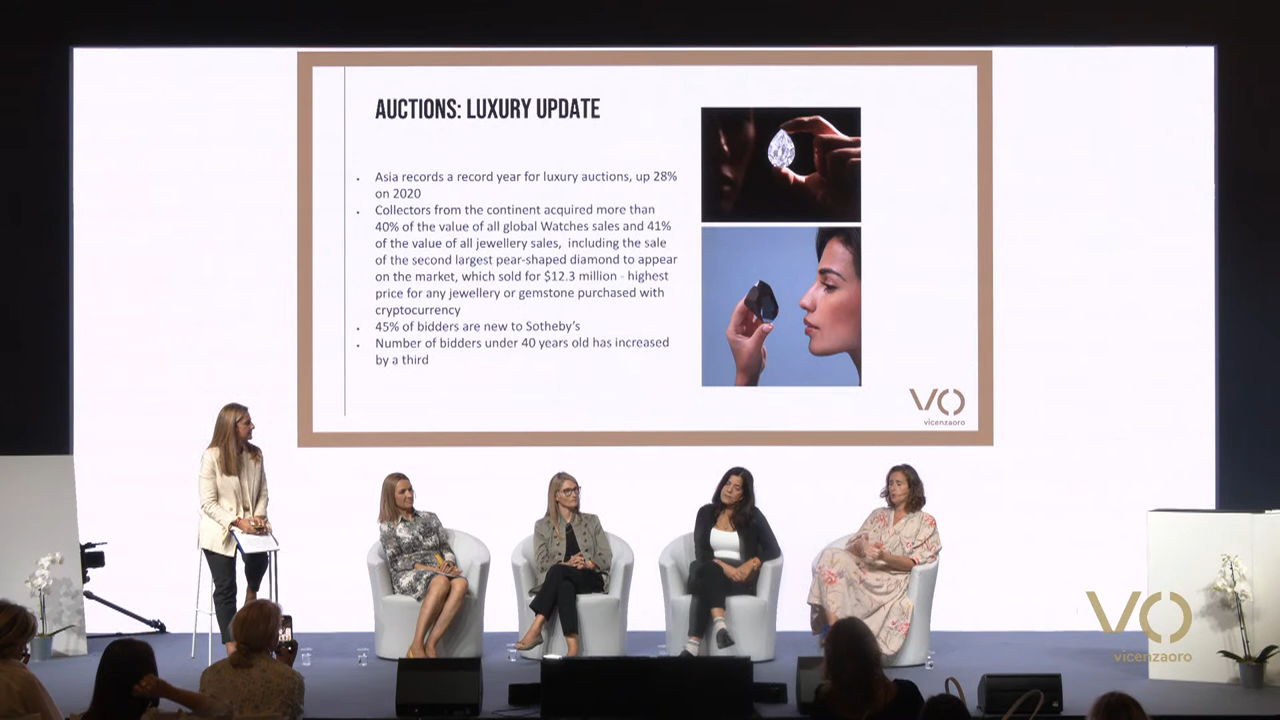 AUCTIONS: LUXURY UPDATE
. Asia records a record year for luxury auctions, up 28%
on 2020
. Collectors from the continent acquired more than
40% of the value of all global Watches sales and 41%
of the value of all jewellery sales,  including the sale
of the second largest pear-shaped diamond to appear
on the market, which sold for $12.3 million - highest
price for any jewellery or gemstone purchased with
cryptocurrency
. 45% of bidders are new to Sotheby's
. Number of bidders under 40 years old has increased
by a third
VO
vicenzaoro
VO
vicenzaoro